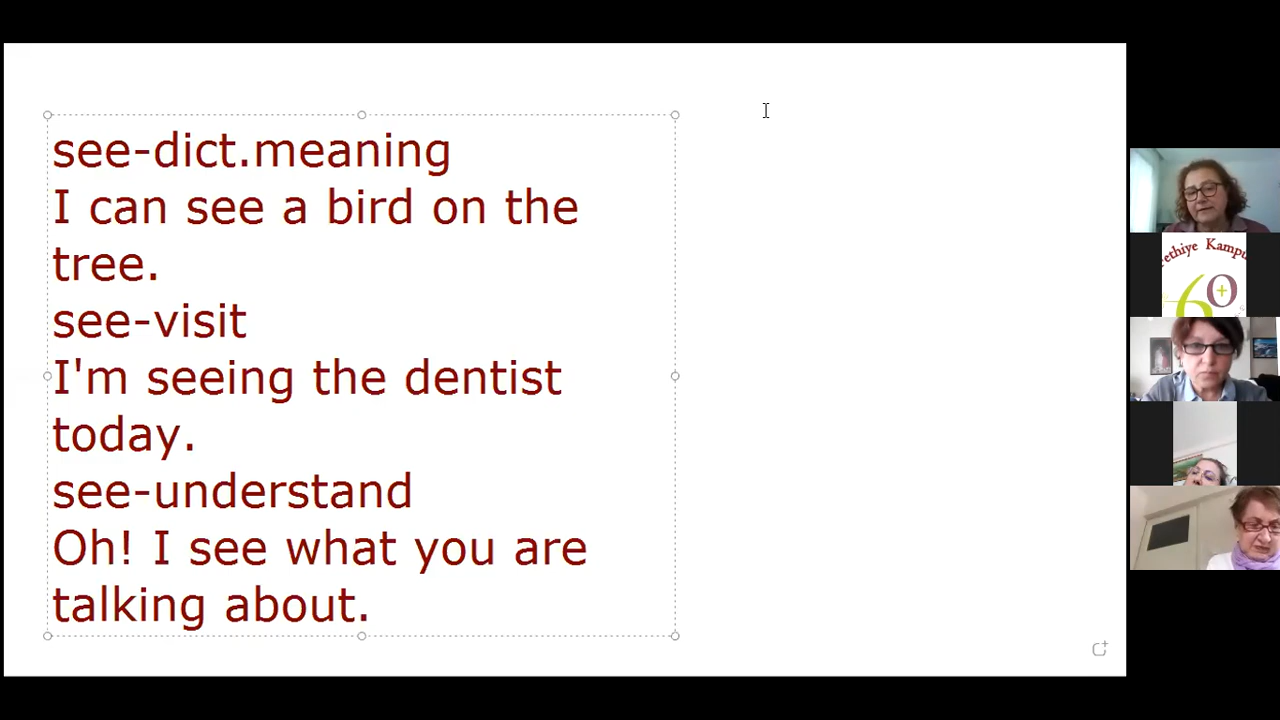 see-dict.meaning
I can see a bird on the
tree.
see-visit
I'm seeing the dentist
today.
see-understand
Oh! I see what you are
talking about.
ethiye Kampu
60+